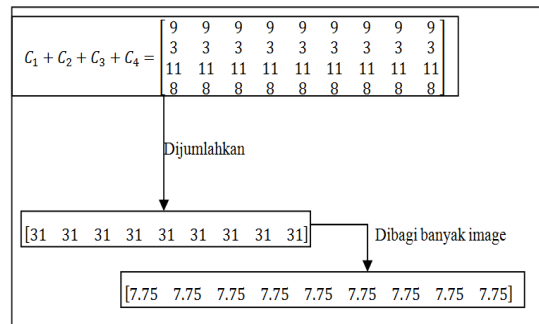 9 9 9 9 9 9 9 9 9
3 3 3 3 3 3 3 3 3
C₁ + C₂ + C₃ + C₄ =
11 11 11 11 11 11 11 11 11
8 8 8 8 8 8 8 8 8
Dijumlahkan
[31 31 31 31 31 31 31 31 31]
Dibagi banyak image
[7.75 7.75 7.75 7.75 7.75 7.75 7.75 7.75 7.75]